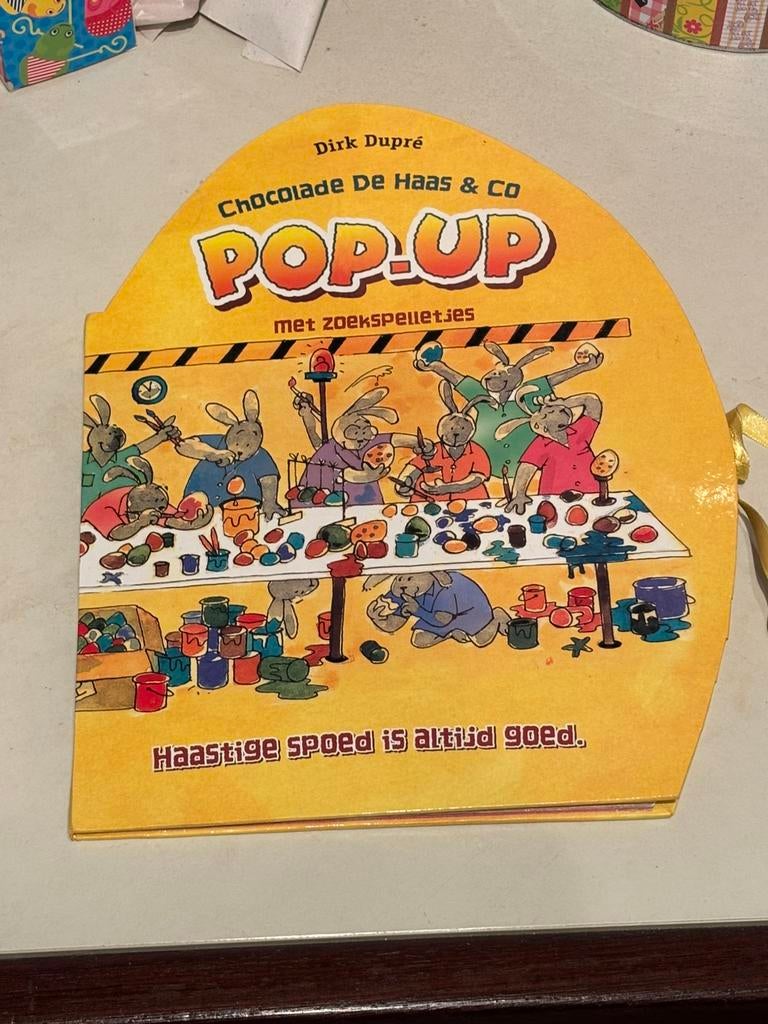 Dirk Dupré
Chocolade De Haas & Co
POP-UP
met zoekspelletjes
Haastige spoed is altijd goed.